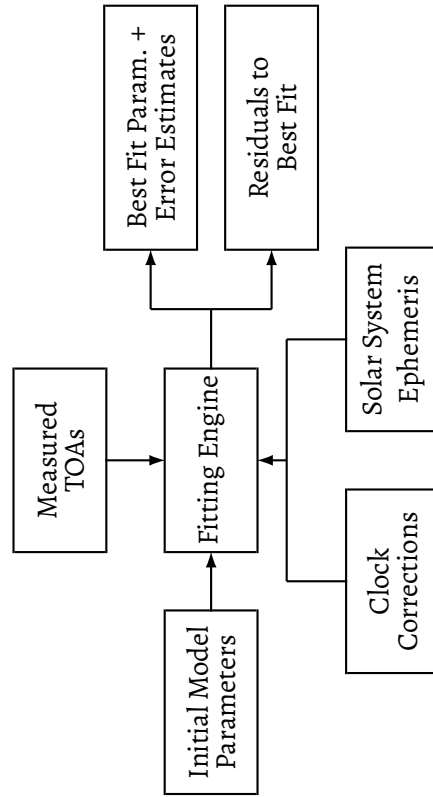 Measured
TOAs
Initial Model
Parameters
Fitting Engine
Best Fit Param. +
Error Estimates
Residuals to
Best Fit
Clock
Corrections
Solar System
Ephemeris